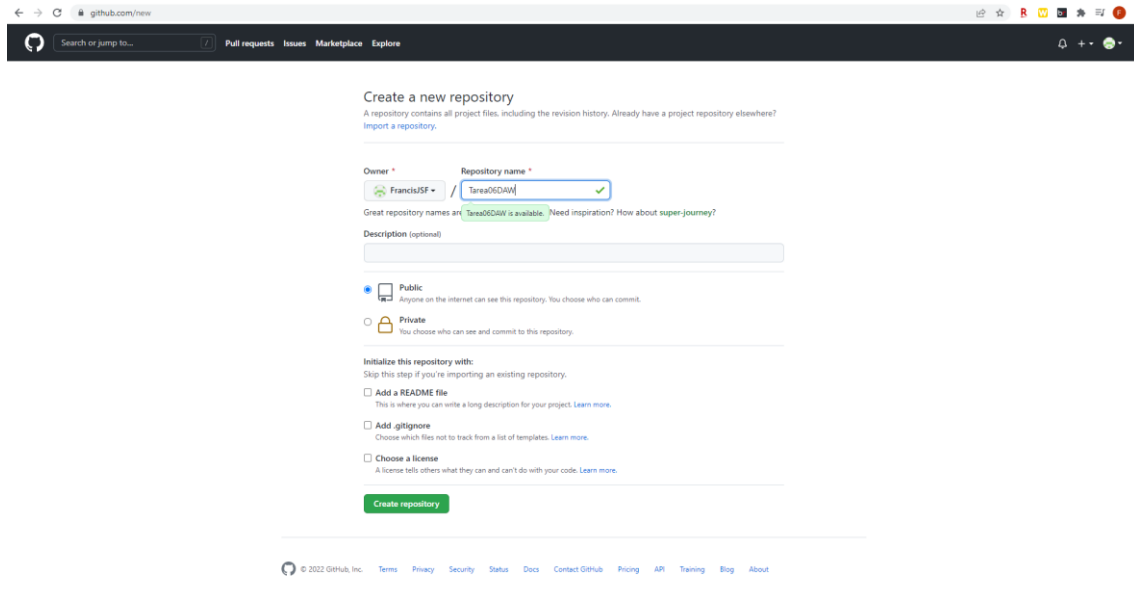 github.com/new
R W b F
Search or jump to... / Pull requests Issues Marketplace Explore
Create a new repository
A repository contains all project files, including the revision history. Already have a project repository elsewhere?
Import a repository.
Owner * Repository name *
FrancisJSF / Tarea06DAW
Great repository names are Tarea06DAW is available. Need inspiration? How about super-journey?
Description (optional)
Public
Anyone on the internet can see this repository. You choose who can commit.
Private
You choose who can see and commit to this repository.
Initialize this repository with:
Skip this step if you're importing an existing repository.
Add a README file
This is where you can write a long description for your project. Learn more.
Add .gitignore
Choose which files not to track from a list of templates. Learn more.
Choose a license
A license tells others what they can and can't do with your code. Learn more.
Create repository
© 2022 GitHub, Inc. Terms Privacy Security Status Docs Contact GitHub Pricing API Training Blog About